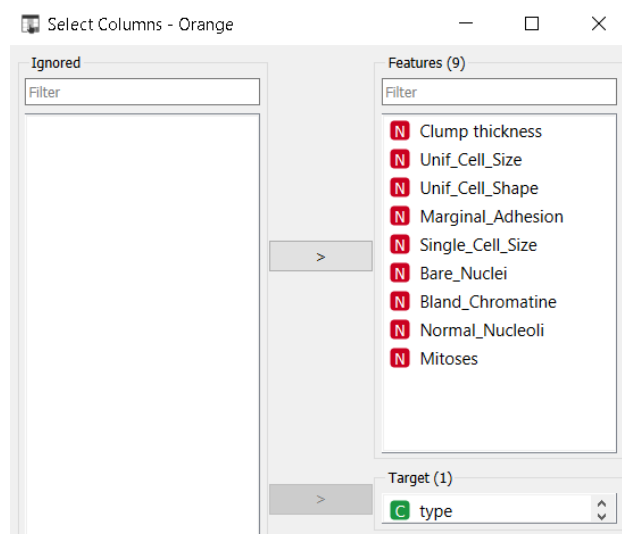 Select Columns - Orange
Ignored
Filter
>
>
Features (9)
Filter
N Clump thickness
N Unif_Cell_Size
N Unif_Cell_Shape
N Marginal_Adhesion
N Single_Cell_Size
N Bare_Nuclei
N Bland_Chromatine
N Normal_Nucleoli
N Mitoses
Target (1)
C type